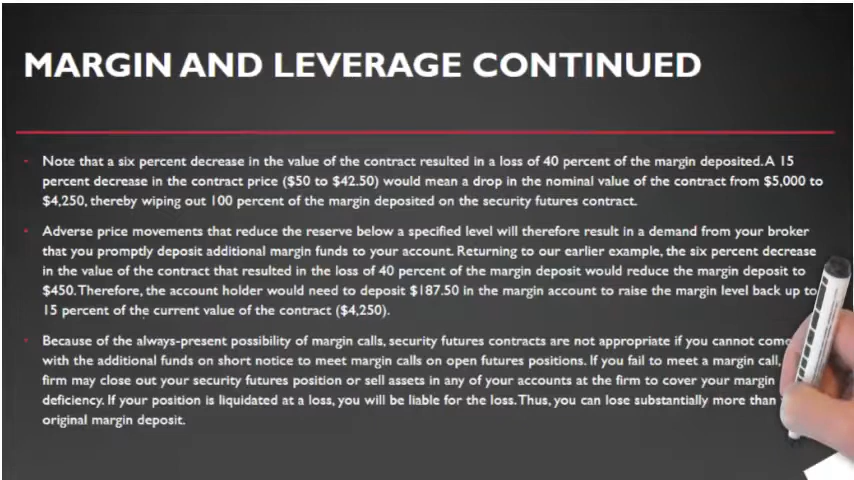 MARGIN AND LEVERAGE CONTINUED
Note that a six percent decrease in the value of the contract resulted in a loss of 40 percent of the margin deposited. A 15
percent decrease in the contract price ($50 to $42.50) would mean a drop in the nominal value of the contract from $5,000 to
$4,250, thereby wiping out 100 percent of the margin deposited on the security futures contract.
Adverse price movements that reduce the reserve below a specified level will therefore result in a demand from your broker
that you promptly deposit additional margin funds to your account. Returning to our earlier example, the six percent decrease
in the value of the contract that resulted in the loss of 40 percent of the margin deposit would reduce the margin deposit to
$450. Therefore, the account holder would need to deposit $187.50 in the margin account to raise the margin level back up to
15 percent of the current value of the contract ($4,250).
Because of the always-present possibility of margin calls, security futures contracts are not appropriate if you cannot come
with the additional funds on short notice to meet margin calls on open futures positions. If you fail to meet a margin call,
firm may close out your security futures position or sell assets in any of your accounts at the firm to cover your margin
deficiency. If your position is liquidated at a loss, you will be liable for the loss. Thus, you can lose substantially more than
original margin deposit.